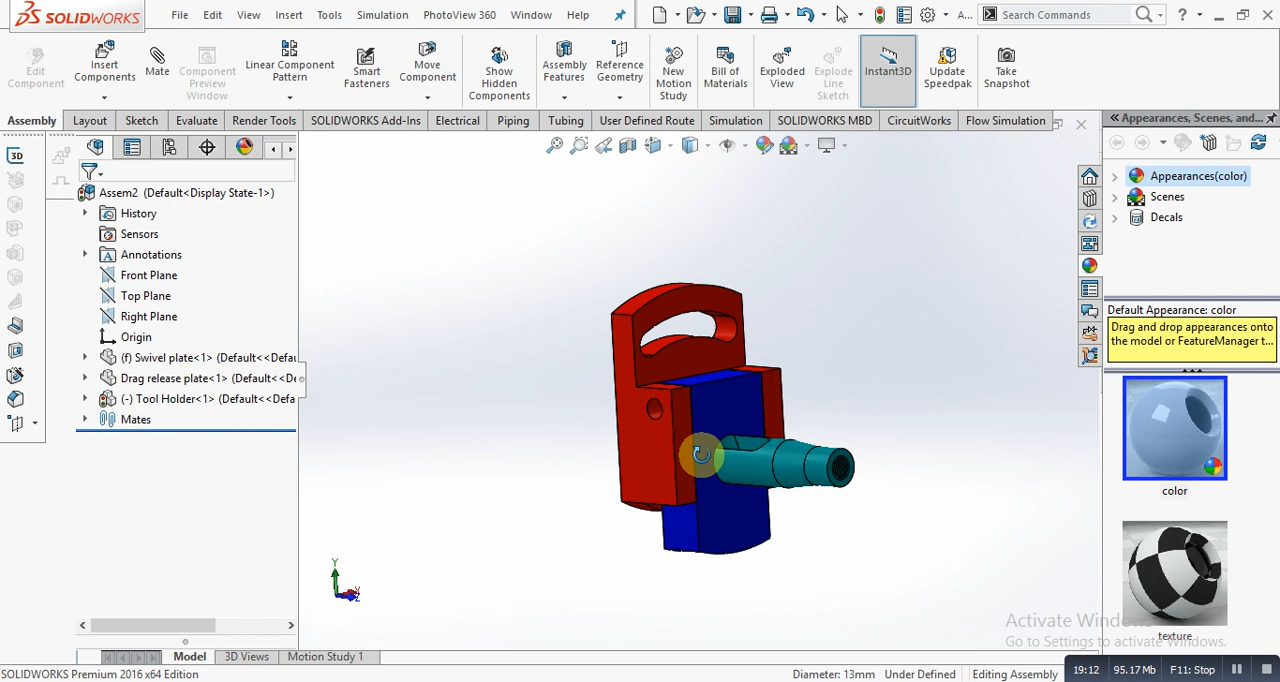 SOLIDWORKS
File Edit View Insert Tools Simulation PhotoView 360 Window Help
A...
Search Commands
?
Edit Component
Insert Components
Mate
Component Preview Window
Linear Component Pattern
Smart Fasteners
Move Component
Show Hidden Components
Assembly Features
Reference Geometry
New Motion Study
Bill of Materials
Exploded View
Explode Line Sketch
Instant3D
Update Speedpak
Take Snapshot
Assembly Layout Sketch Evaluate Render Tools SOLIDWORKS Add-Ins Electrical Piping Tubing User Defined Route Simulation SOLIDWORKS MBD CircuitWorks Flow Simulation
Appearances, Scenes, and...
3D
Assem2 (Default<Display State-1>)
History
Sensors
Annotations
Front Plane
Top Plane
Right Plane
Origin
(f) Swivel plate<1> (Default<<Defau
Drag release plate<1> (Default<<De
(-) Tool Holder<1> (Default<<Defa
Mates
Appearances(color)
Scenes
Decals
Default Appearance: color
Drag and drop appearances onto
the model or FeatureManager t...
color
texture
Y
Activate Windows
Go to Settings to activate Windows.
Model 3D Views Motion Study 1
SOLIDWORKS Premium 2016 x64 Edition
Diameter: 13mm Under Defined Editing Assembly
19:12 95.17 Mb F11: Stop